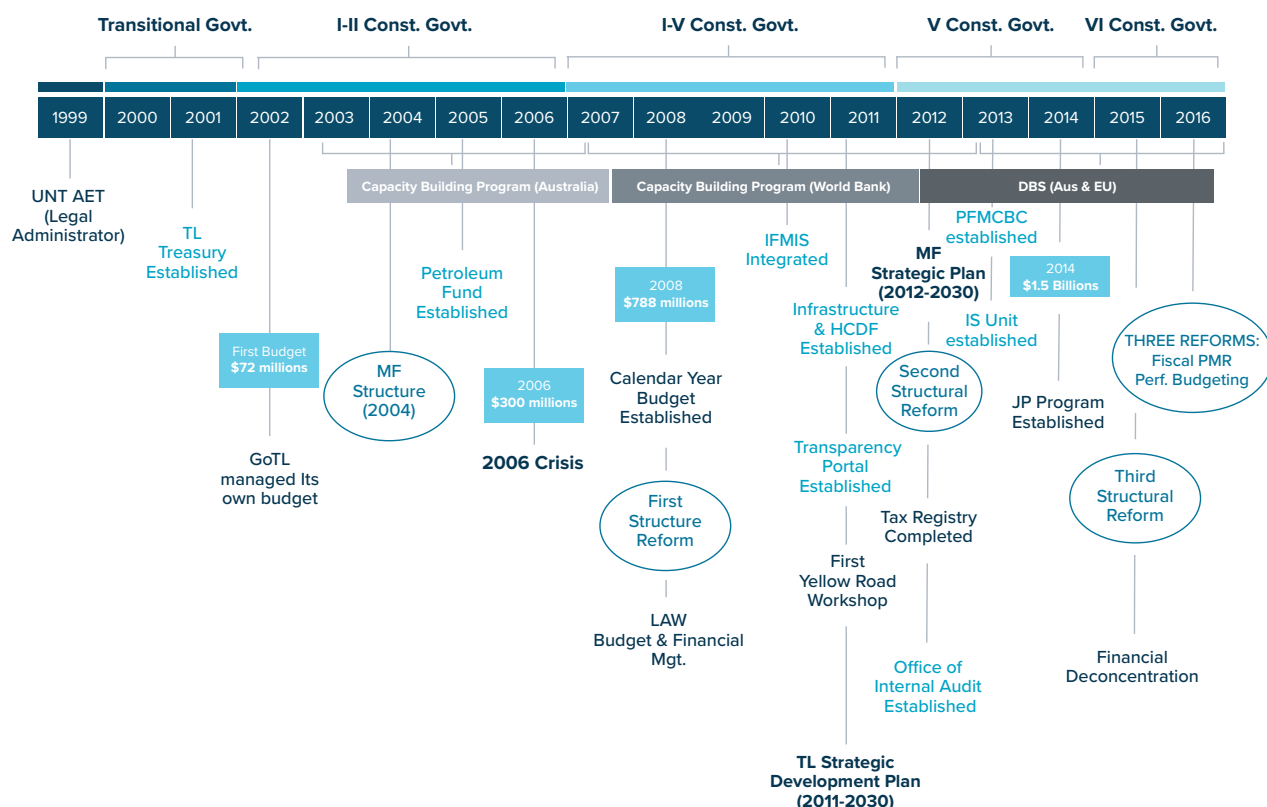 Transitional Govt.
I-II Const. Govt.
I-V Const. Govt.
V Const. Govt.
VI Const. Govt.
1999
2000
2001
2002
2003
2004
2005
2006
2007
2008
2009
2010
2011
2012
2013
2014
2015
2016
Capacity Building Program (Australia)
Capacity Building Program (World Bank)
DBS (Aus & EU)
UNT AET
(Legal
Administrator)
TL
Treasury
Established
First Budget
$72 millions
GoTL
managed Its
own budget
MF
Structure
(2004)
Petroleum
Fund
Established
2006
$300 millions
2006 Crisis
2008
$788 millions
Calendar Year
Budget
Established
First
Structure
Reform
LAW
Budget & Financial
Mgt.
IFMIS
Integrated
Infrastructure
& HCDF
Established
Transparency
Portal
Established
First
Yellow Road
Workshop
TL Strategic
Development Plan
(2011-2030)
MF
Strategic Plan
(2012-2030)
Second
Structural
Reform
Tax Registry
Completed
Office of
Internal Audit
Established
PFMCBC
established
IS Unit
established
2014
$1.5 Billions
JP Program
Established
THREE REFORMS:
Fiscal PMR
Perf. Budgeting
Third
Structural
Reform
Financial
Deconcentration